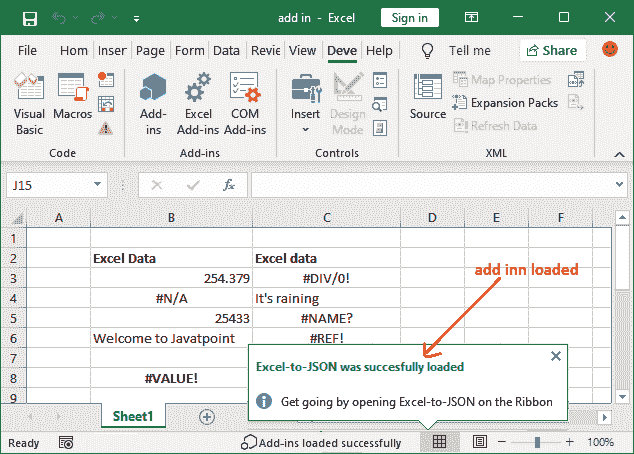 add in - Excel
Sign in
File Hom Inser Page Form Data Revie View Deve Help Tell me Share
Visual Basic
Macros
Code
Add-ins
Excel Add-ins
COM Add-ins
Add-ins
Insert
Design Mode
Controls
Source
Map Properties
Expansion Packs
Refresh Data
XML
J15
fx
A B C D E F
1
2 Excel Data Excel data
3 254.379 #DIV/0!
4 #N/A It's raining
5 25433 #NAME?
6 Welcome to Javatpoint #REF!
7
8 #VALUE!
9
add inn loaded
Excel-to-JSON was succesfully loaded
Get going by opening Excel-to-JSON on the Ribbon
Sheet1
Ready
Add-ins loaded successfully
100%